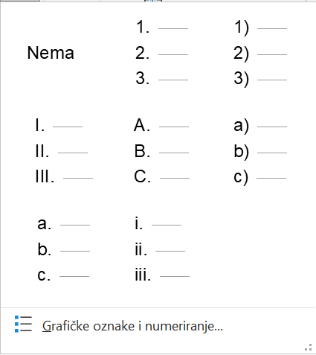 Nema
1.
2.
3.
1)
2)
3)
I.
II.
III.
A.
B.
C.
a)
b)
c)
a.
b.
c.
i.
ii.
iii.
Grafičke oznake i numeriranje...